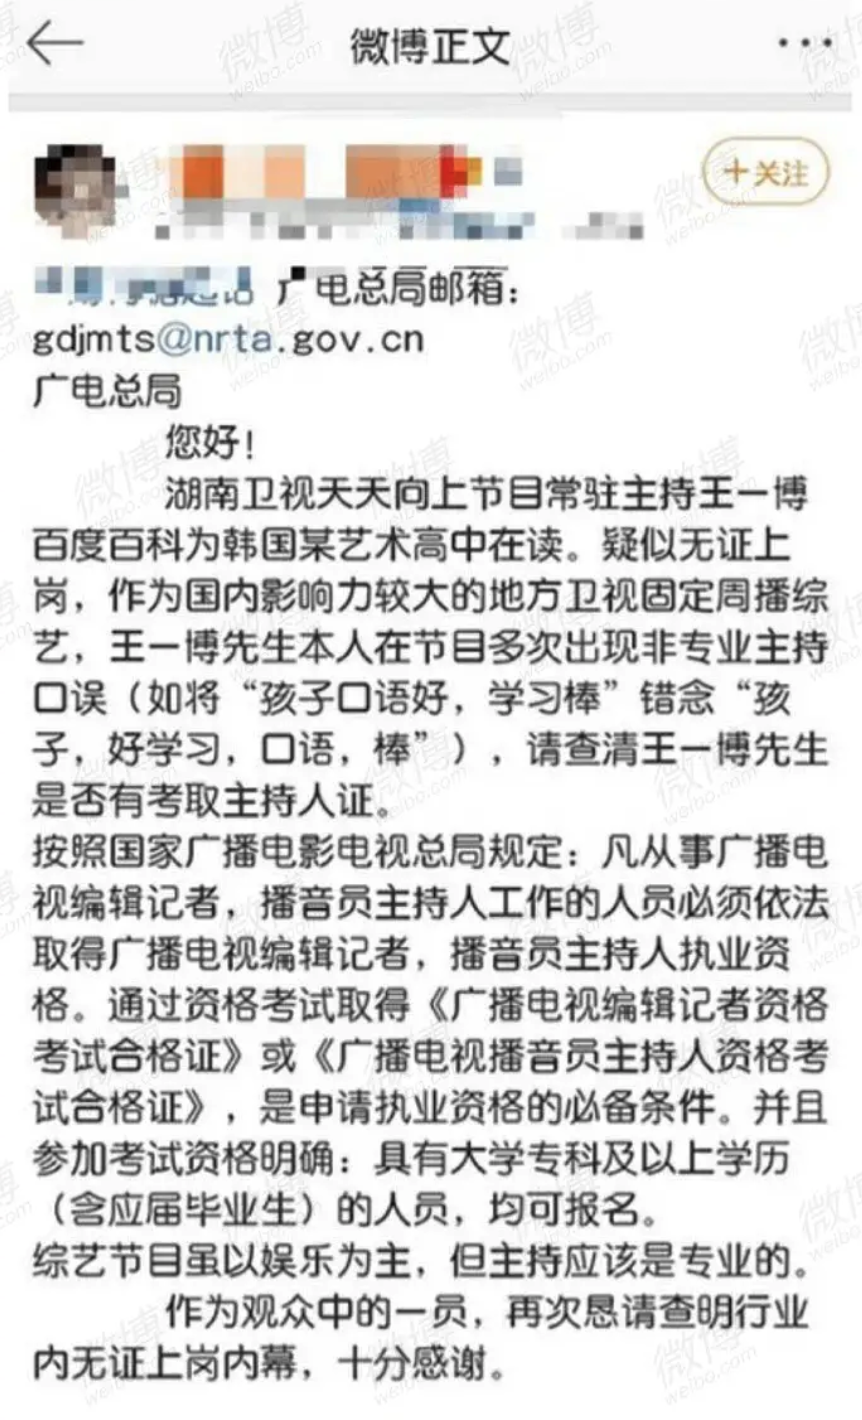 微博正文
+关注
广电总局邮箱：
gdjmts@nrta.gov.cn
广电总局
您好！
湖南卫视天天向上节目常驻主持王一博
百度百科为韩国某艺术高中在读。疑似无证上
岗，作为国内影响力较大的地方卫视固定周播综
艺，王一博先生本人在节目多次出现非专业主持
口误（如将“孩子口语好，学习棒”错念“孩
子，好学习，口语，棒”），请查清王一博先生
是否有考取主持人证。
按照国家广播电影电视总局规定：凡从事广播电
视编辑记者，播音员主持人工作的人员必须依法
取得广播电视编辑记者，播音员主持人执业资
格。通过资格考试取得《广播电视编辑记者资格
考试合格证》或《广播电视播音员主持人资格考
试合格证》，是申请执业资格的必备条件。并且
参加考试资格明确：具有大学专科及以上学历
（含应届毕业生）的人员，均可报名。
综艺节目虽以娱乐为主，但主持应该是专业的。
作为观众中的一员，再次恳请查明行业
内无证上岗内幕，十分感谢。
微博
weibo.com